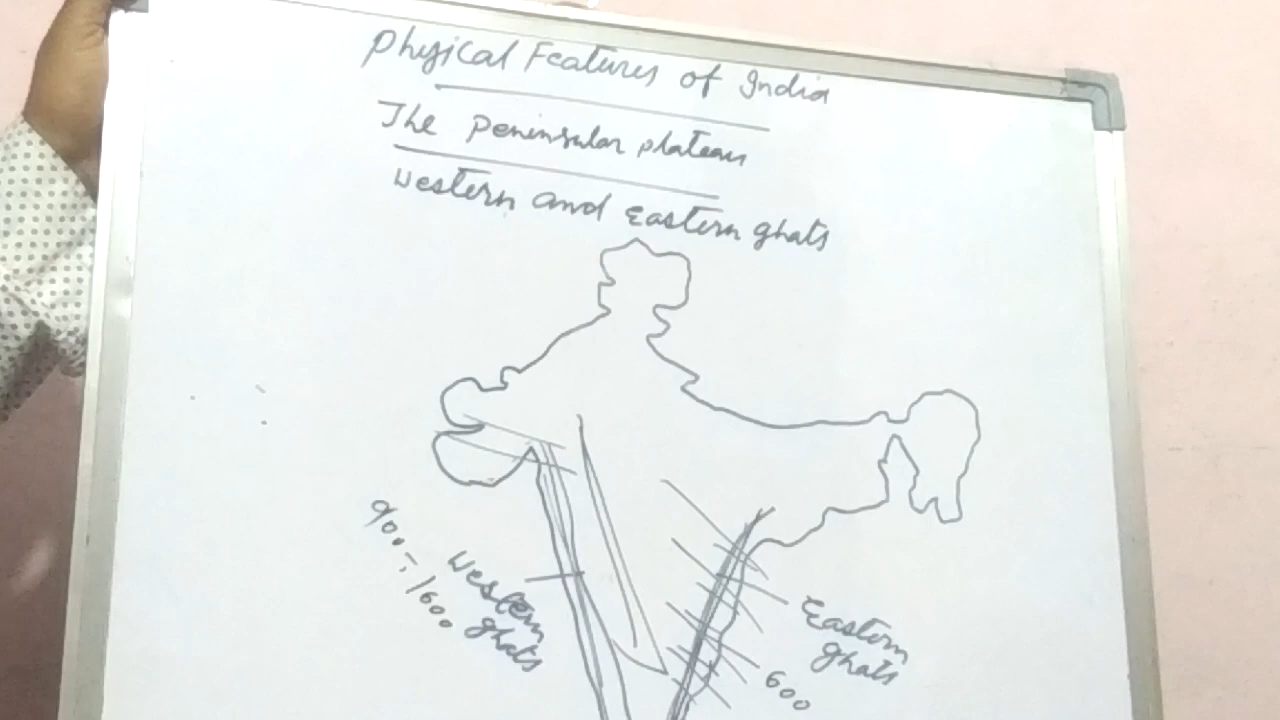 Physical Features of India
The Peninsular plateau
Western and Eastern ghats
900-1600
Western
ghats
Eastern
ghats
600